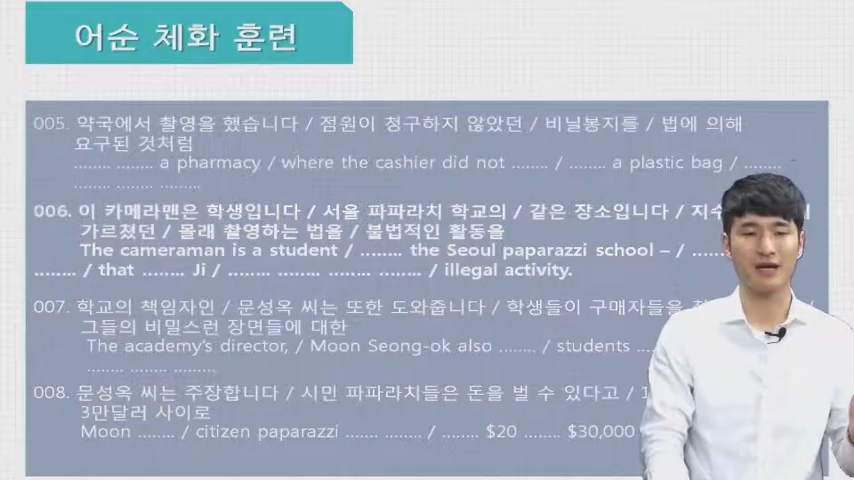 어순 체화 훈련
005. 약국에서 촬영을 했습니다 / 점원이 청구하지 않았던 / 비닐봉지를 / 법에 의해
요구된 것처럼
........ ........ a pharmacy / where the cashier did not ........ / ........ a plastic bag / ........
........ ........ .........
006. 이 카메라맨은 학생입니다 / 서울 파파라치 학교의 / 같은 장소입니다 /
가르쳤던 / 몰래 촬영하는 법을 / 불법적인 활동을
The cameraman is a student / ........ the Seoul paparazzi school – /
........ / that ........ Ji / ........ ........ ........ ........ / illegal activity.
007. 학교의 책임자인 / 문성옥 씨는 또한 도와줍니다 / 학생들이 구매자들을 /
그들의 비밀스런 장면들에 대한
The academy's director, / Moon Seong-ok also ........ / students
........ ........ .........
008. 문성옥 씨는 주장합니다 / 시민 파파라치들은 돈을 벌 수 있다고 /
3만달러 사이로
Moon ........ / citizen paparazzi ....... ........ / ........ $20 ........ $30,000